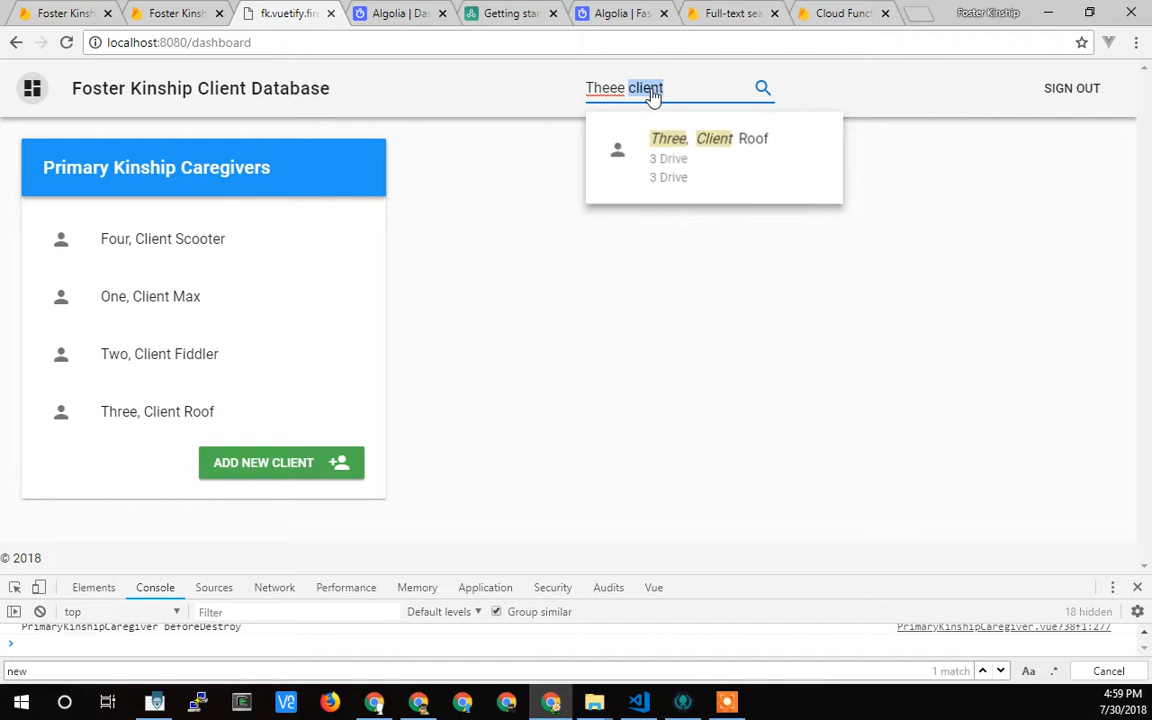 Foster Kinsh
Foster Kinsh
fk.vuetify.firc
Algolia | Da
Getting star
Algolia | Fas
Full-text sea
Cloud Funct
Foster Kinship
localhost:8080/dashboard
Foster Kinship Client Database
Theee client
SIGN OUT
Three, Client Roof
3 Drive
3 Drive
Primary Kinship Caregivers
Four, Client Scooter
One, Client Max
Two, Client Fiddler
Three, Client Roof
ADD NEW CLIENT
© 2018
Elements Console Sources Network Performance Memory Application Security Audits Vue
top Filter Default levels Group similar 18 hidden
PrimaryKinshipCaregiver beforeDestroy PrimaryKinshipCaregiver.vue?38f1:277
new 1 match Aa .* Cancel
4:59 PM
7/30/2018